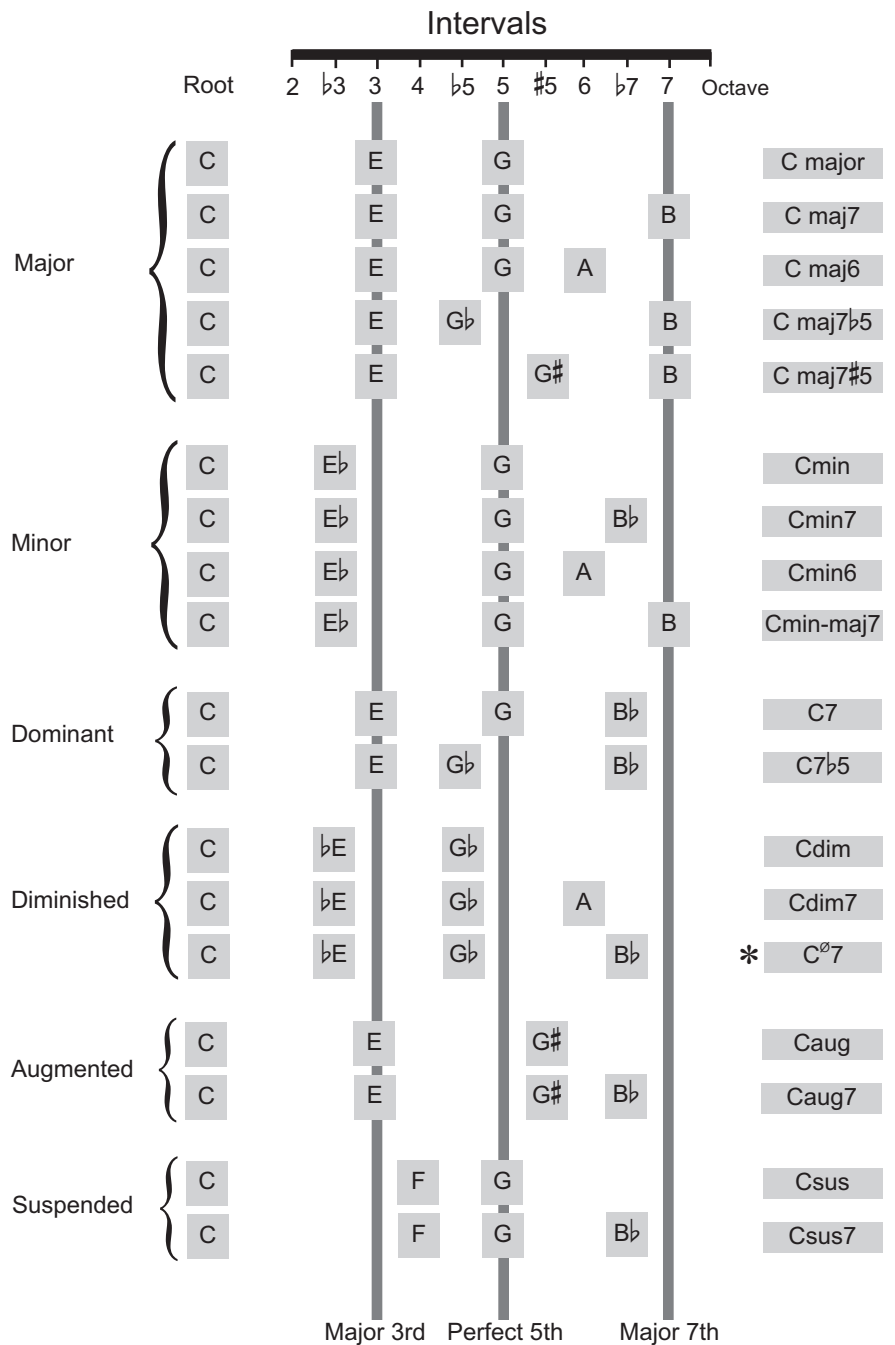 Intervals
Root 2 ♭3 3 4 ♭5 5 ♯5 6 ♭7 7 Octave
C E G C major
C E G B C maj7
Major
C E G A C maj6
C E G♭ B C maj7♭5
C E G♯ B C maj7♯5
C E♭ G Cmin
C E♭ G B♭ Cmin7
Minor
C E♭ G A Cmin6
C E♭ G B Cmin-maj7
C E G B♭ C7
Dominant
C E G♭ B♭ C7♭5
C ♭E G♭ Cdim
Diminished C ♭E G♭ A Cdim7
C ♭E G♭ B♭ * Cø7
C E G♯ Caug
Augmented
C E G♯ B♭ Caug7
C F G Csus
Suspended
C F G B♭ Csus7
Major 3rd Perfect 5th Major 7th